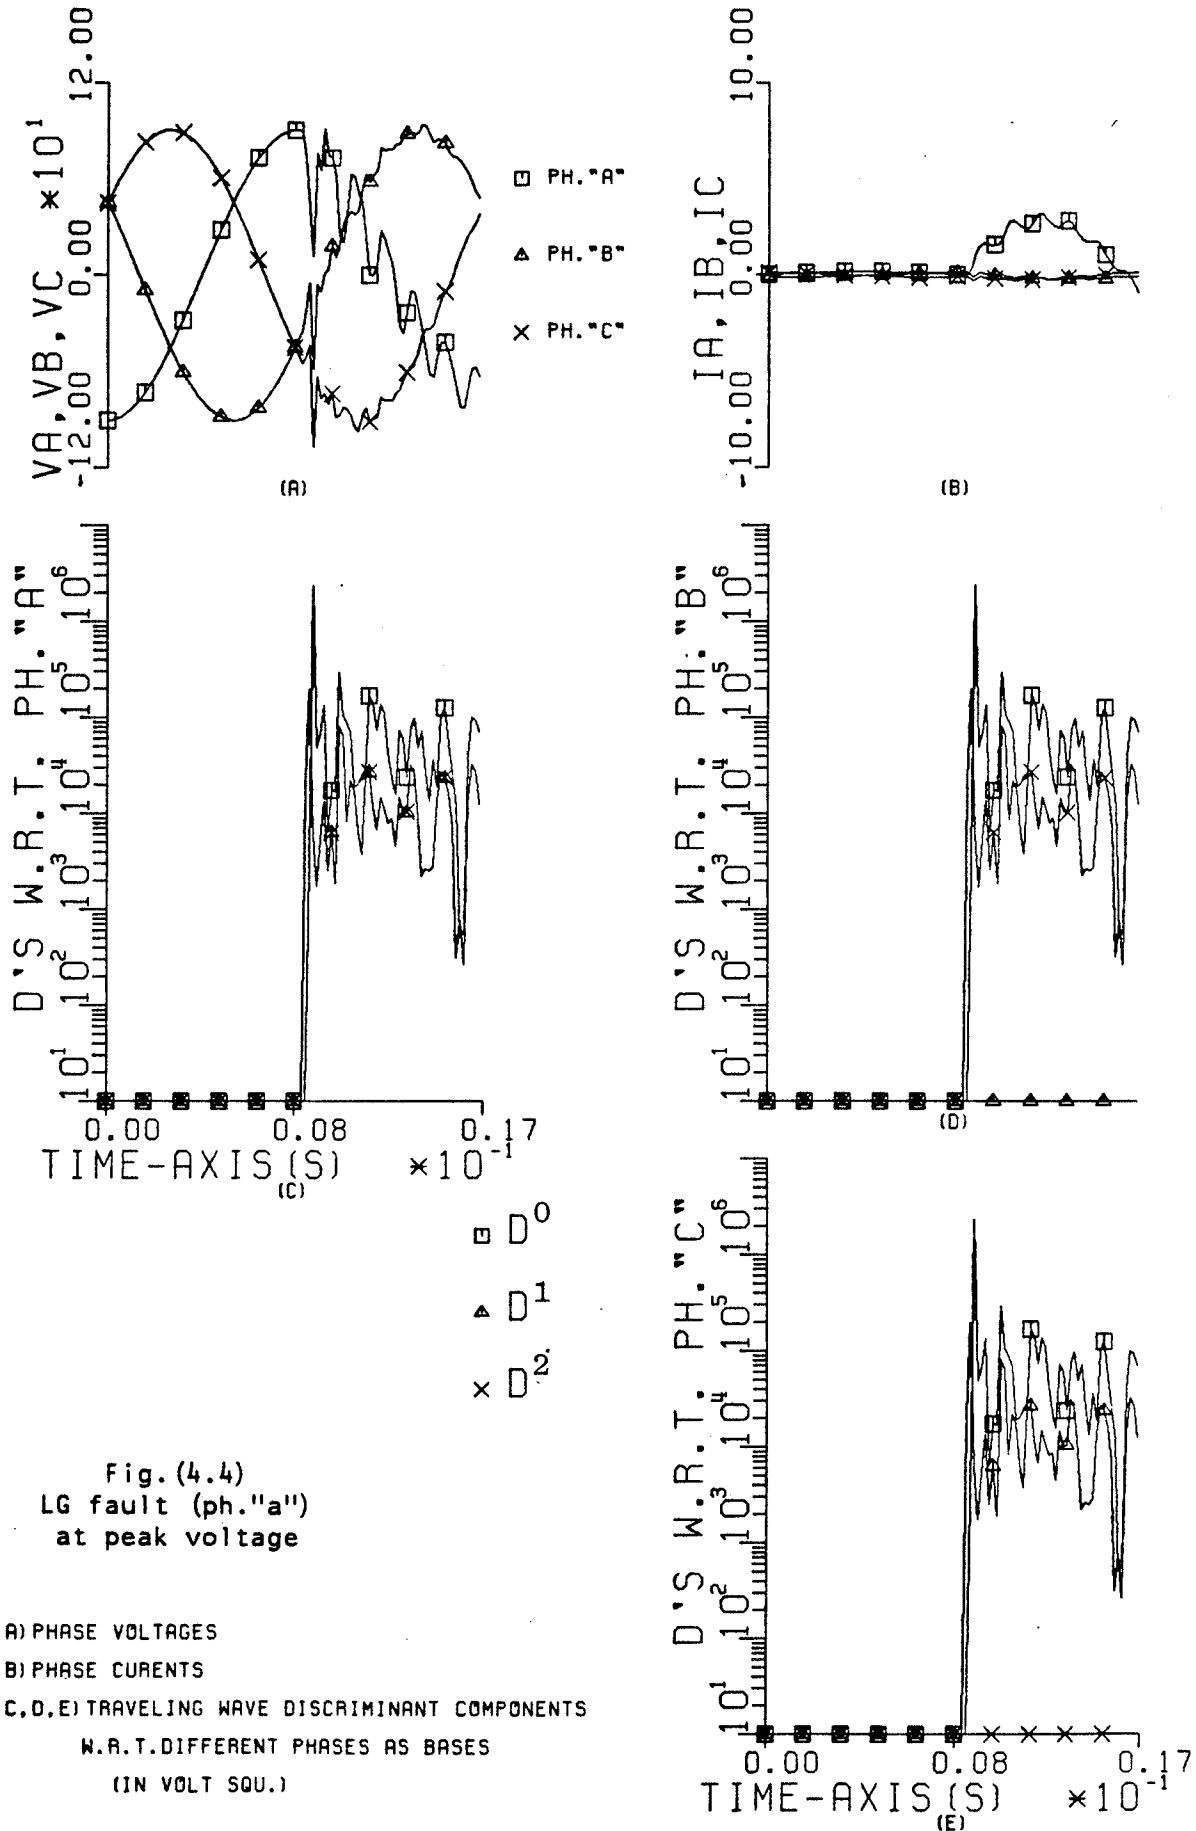 12.00
0.00
-12.00
VA,VB,VC *10¹
(A)
PH."A"
PH."B"
PH."C"
10.00
0.00
-10.00
IA,IB,IC
(B)
D'S W.R.T. PH."A"
10⁶
10⁵
10⁴
10³
10²
10¹
0.00 0.08 0.17
TIME-AXIS(S) *10⁻¹
(C)
D'S W.R.T. PH."B"
10⁶
10⁵
10⁴
10³
10²
10¹
(D)
D⁰
D¹
D²
D'S W.R.T. PH."C"
10⁶
10⁵
10⁴
10³
10²
10¹
0.00 0.08 0.17
TIME-AXIS(S) *10⁻¹
(E)
Fig.(4.4)
LG fault (ph."a")
at peak voltage
A)PHASE VOLTAGES
B)PHASE CURENTS
C,D,E)TRAVELING WAVE DISCRIMINANT COMPONENTS
W.R.T.DIFFERENT PHASES AS BASES
(IN VOLT SQU.)